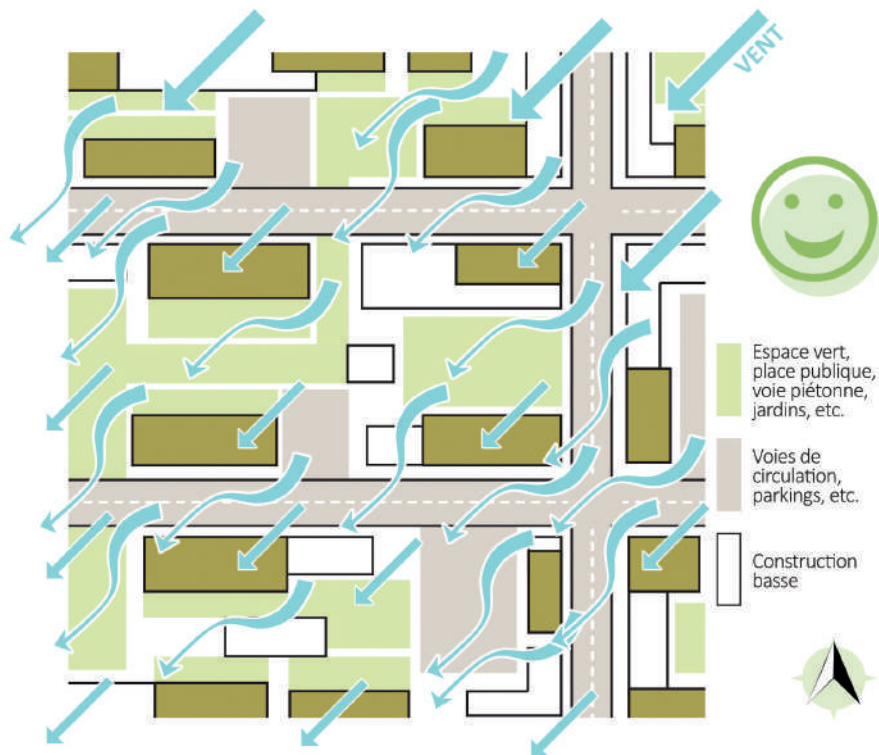 VENT
Espace vert,
place publique,
voie piétonne,
jardins, etc.
Voies de
circulation,
parkings, etc.
Construction
basse